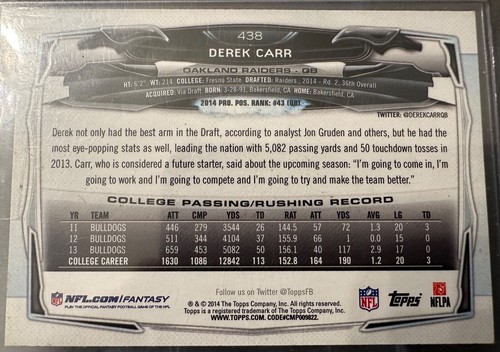 438
DEREK CARR
OAKLAND RAIDERS - QB
HT: 6'2" WT: 214 COLLEGE: Fresno State DRAFTED: Raiders, 2014 - Rd. 2, 36th Overall
ACQUIRED: Via Draft BORN: 3-28-91, Bakersfield, CA HOME: Bakersfield, CA
2014 PRO. POS. RANK: #43 (QB)
TWITTER: @DEREKCARRQB
Derek not only had the best arm in the Draft, according to analyst Jon Gruden and others, but he had the
most eye-popping stats as well, leading the nation with 5,082 passing yards and 50 touchdown tosses in
2013. Carr, who is considered a future starter, said about the upcoming season: "I'm going to come in, I'm
going to work and I'm going to compete and I'm going to try and make the team better."
COLLEGE PASSING/RUSHING RECORD
YR TEAM ATT CMP YDS TD RAT ATT YDS AVG LG TD
11 BULLDOGS 446 279 3544 26 144.5 57 72 1.3 20 3
12 BULLDOGS 511 344 4104 37 155.9 66 1 0.0 15 0
13 BULLDOGS 659 453 5082 50 156.1 40 117 2.9 17 0
COLLEGE CAREER 1630 1086 12842 113 152.8 164 190 1.2 20 3
Follow us on Twitter @ToppsFB
NFL.COM/FANTASY
PLAY THE OFFICIAL FANTASY FOOTBALL GAME OF THE NFL
® & © 2014 The Topps Company, Inc. All rights reserved.
Topps is a registered trademark of The Topps Company, Inc.
WWW.TOPPS.COM. CODE#CMP009822.
NFL
Topps
NFLPA